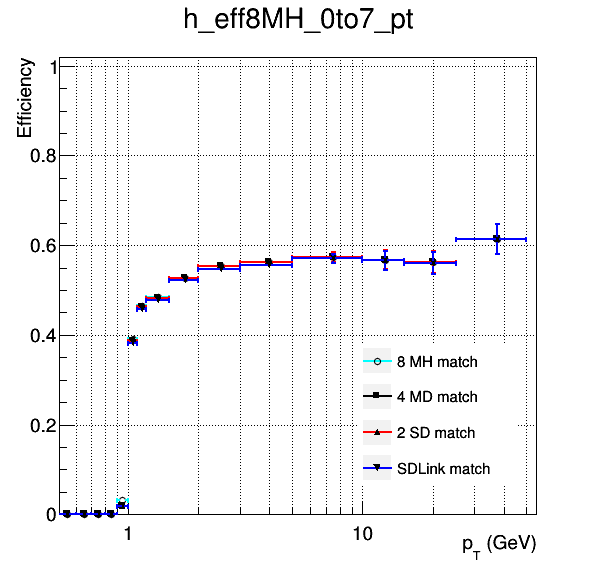 h_eff8MH_0to7_pt
Efficiency
1
0.8
0.6
0.4
0.2
0
8 MH match
4 MD match
2 SD match
SDLink match
1
10
p_T (GeV)